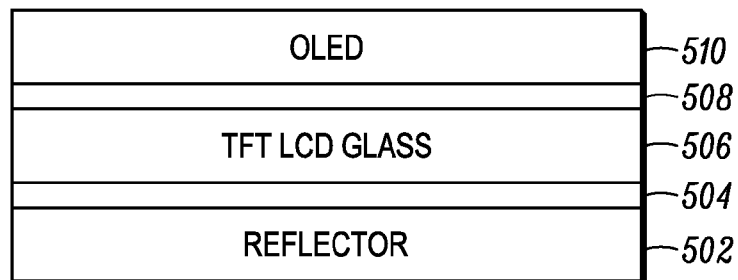 OLED 510
508
TFT LCD GLASS 506
504
REFLECTOR 502